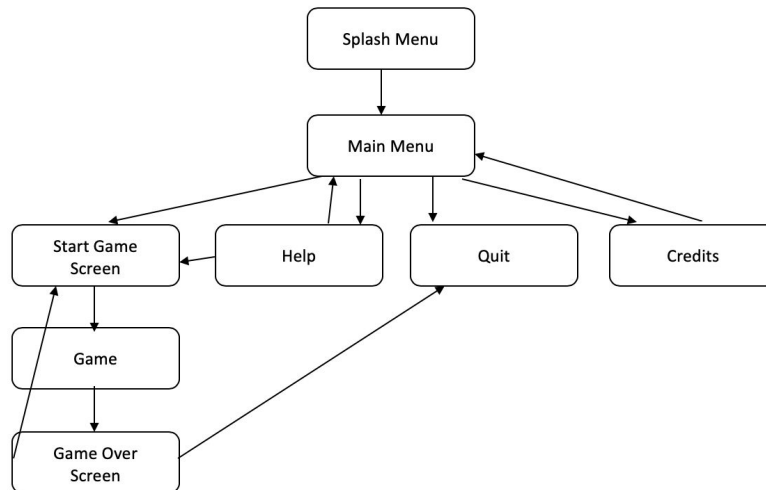 Splash Menu
Main Menu
Start Game
Screen
Help
Quit
Credits
Game
Game Over
Screen